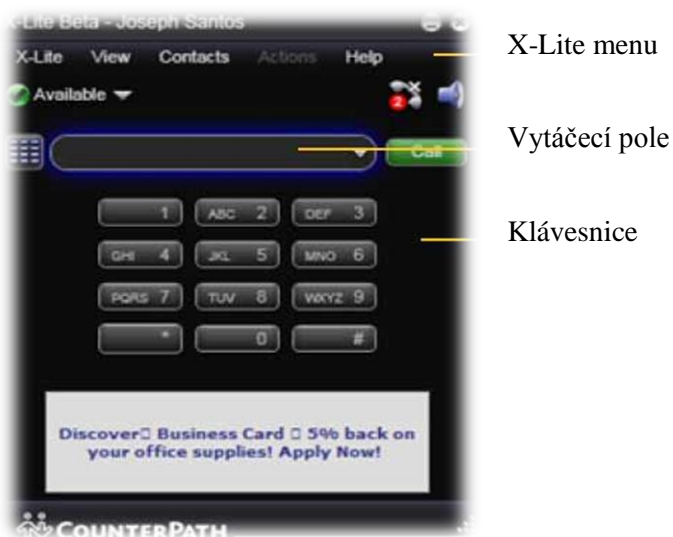 X-Lite Beta - Joseph Santos
X-Lite View Contacts Actions Help
X-Lite menu
Available
2
Vytáčecí pole
Call
Klávesnice
1 ABC 2 DEF 3
GHI 4 JKL 5 MNO 6
PQRS 7 TUV 8 WXYZ 9
* 0 #
Discover▯ Business Card ▯ 5% back on
your office supplies! Apply Now!
COUNTERPATH